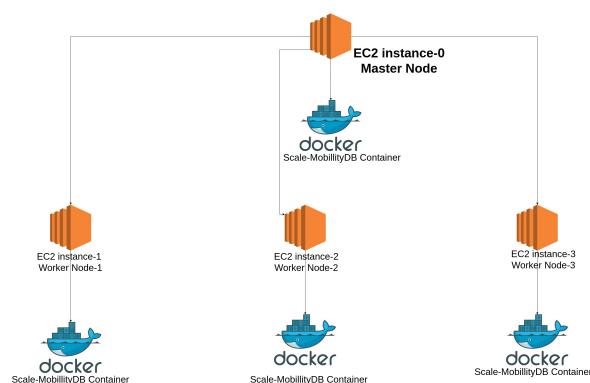 EC2 instance-0
Master Node
docker
Scale-MobillityDB Container
EC2 instance-1
Worker Node-1
EC2 instance-2
Worker Node-2
EC2 instance-3
Worker Node-3
docker
Scale-MobillityDB Container
docker
Scale-MobillityDB Container
docker
Scale-MobillityDB Container